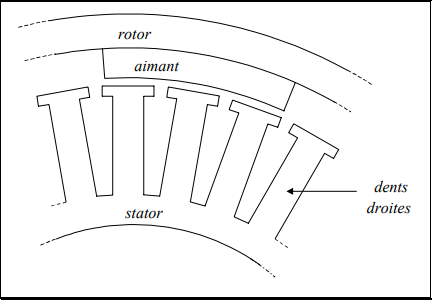 rotor
aimant
dents
droites
stator